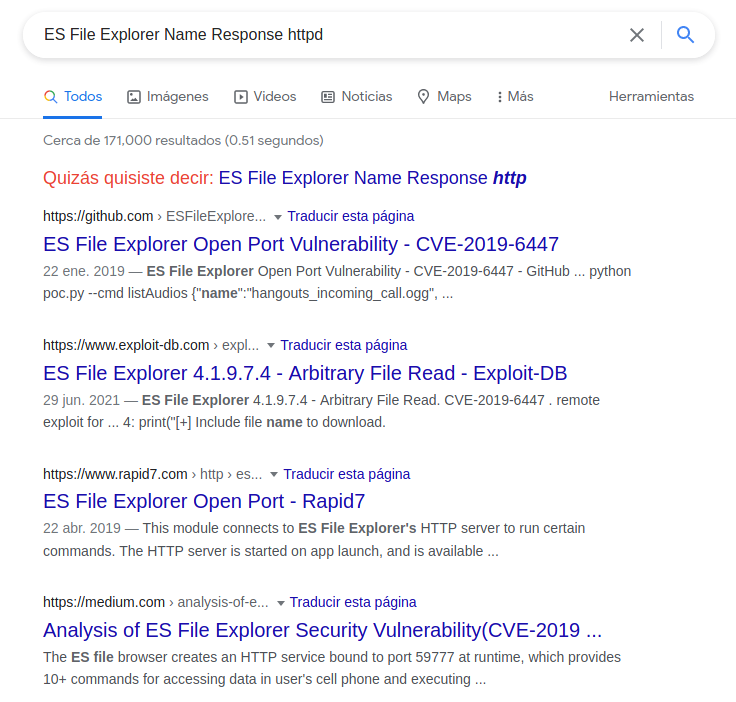 ES File Explorer Name Response httpd
Todos Imágenes Videos Noticias Maps Más Herramientas
Cerca de 171,000 resultados (0.51 segundos)
Quizás quisiste decir: ES File Explorer Name Response http
https://github.com › ESFileExplore... Traducir esta página
ES File Explorer Open Port Vulnerability - CVE-2019-6447
22 ene. 2019 — ES File Explorer Open Port Vulnerability - CVE-2019-6447 - GitHub ... python
poc.py --cmd listAudios {"name":"hangouts_incoming_call.ogg", ...
https://www.exploit-db.com › expl... Traducir esta página
ES File Explorer 4.1.9.7.4 - Arbitrary File Read - Exploit-DB
29 jun. 2021 — ES File Explorer 4.1.9.7.4 - Arbitrary File Read. CVE-2019-6447 . remote
exploit for ... 4: print("[+] Include file name to download.
https://www.rapid7.com › http › es... Traducir esta página
ES File Explorer Open Port - Rapid7
22 abr. 2019 — This module connects to ES File Explorer's HTTP server to run certain
commands. The HTTP server is started on app launch, and is available ...
https://medium.com › analysis-of-e... Traducir esta página
Analysis of ES File Explorer Security Vulnerability(CVE-2019 ...
The ES file browser creates an HTTP service bound to port 59777 at runtime, which provides
10+ commands for accessing data in user's cell phone and executing ...